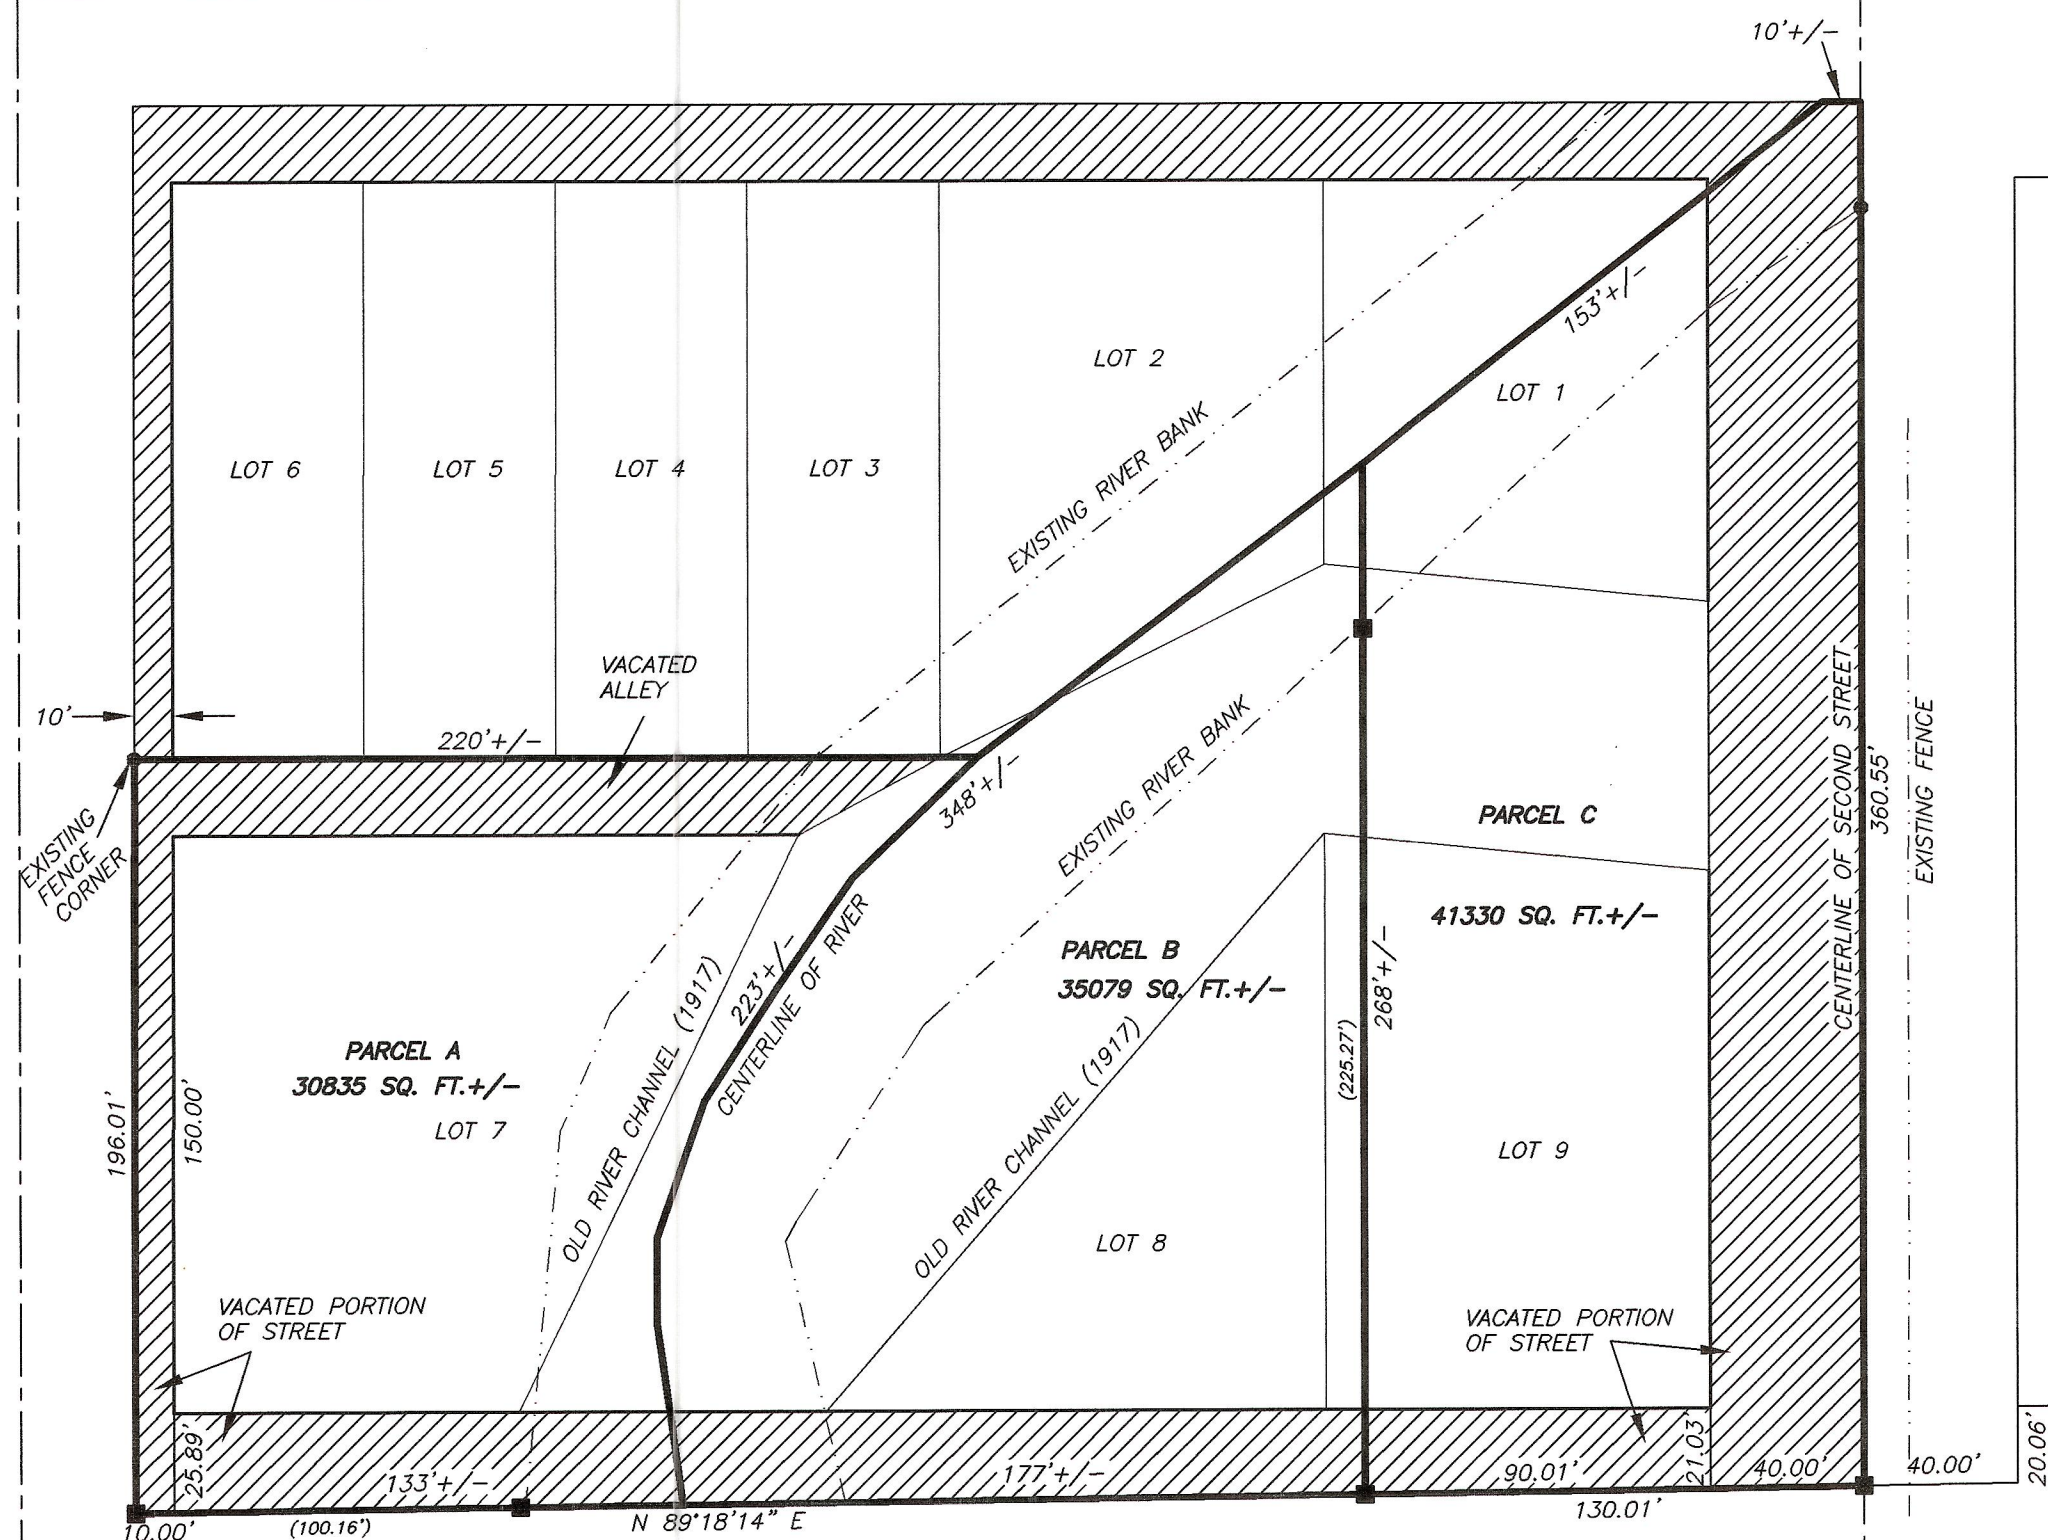 10'+/-
153'+/-
LOT 2
LOT 1
EXISTING RIVER BANK
LOT 6
LOT 5
LOT 4
LOT 3
VACATED
ALLEY
10'
220'+/-
348'+/-
EXISTING RIVER BANK
CENTERLINE OF SECOND STREET
360.55'
EXISTING FENCE
EXISTING
FENCE
CORNER
PARCEL C
41330 SQ. FT.+/-
223'+/-
CENTERLINE OF RIVER
PARCEL B
35079 SQ. FT.+/-
268'+/-
(225.27')
OLD RIVER CHANNEL (1917)
OLD RIVER CHANNEL (1917)
PARCEL A
30835 SQ. FT.+/-
LOT 7
196.01'
150.00'
LOT 9
LOT 8
VACATED PORTION
OF STREET
VACATED PORTION
OF STREET
25.89'
133'+/-
177'+/-
90.01'
21.03'
40.00'
40.00'
20.06'
10.00'
(100.16')
N 89°18'14" E
130.01'